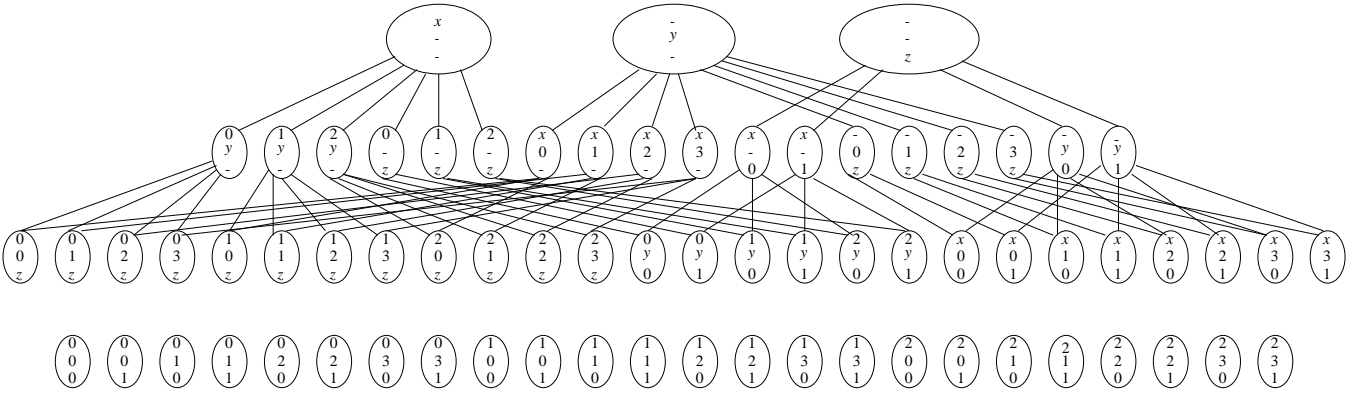 x - -
- y -
- - z
0 1 2 0 1 2 x x x x x x - - - - - -
y y y - - - 0 1 2 3 - - 0 1 2 3 y y
- - - z z z - - - - 0 1 z z z z 0 1
0 0 0 0 1 1 1 1 2 2 2 2 0 0 1 1 2 2 x x x x x x x x
0 1 2 3 0 1 2 3 0 1 2 3 y y y y y y 0 0 1 1 2 2 3 3
z z z z z z z z z z z z 0 1 0 1 0 1 0 1 0 1 0 1 0 1
0 0 0 0 0 0 0 0 1 1 1 1 1 1 1 1 2 2 2 2 2 2 2 2
0 0 1 1 2 2 3 3 0 0 1 1 2 2 3 3 0 0 1 1 2 2 3 3
0 1 0 1 0 1 0 1 0 1 0 1 0 1 0 1 0 1 0 1 0 1 0 1